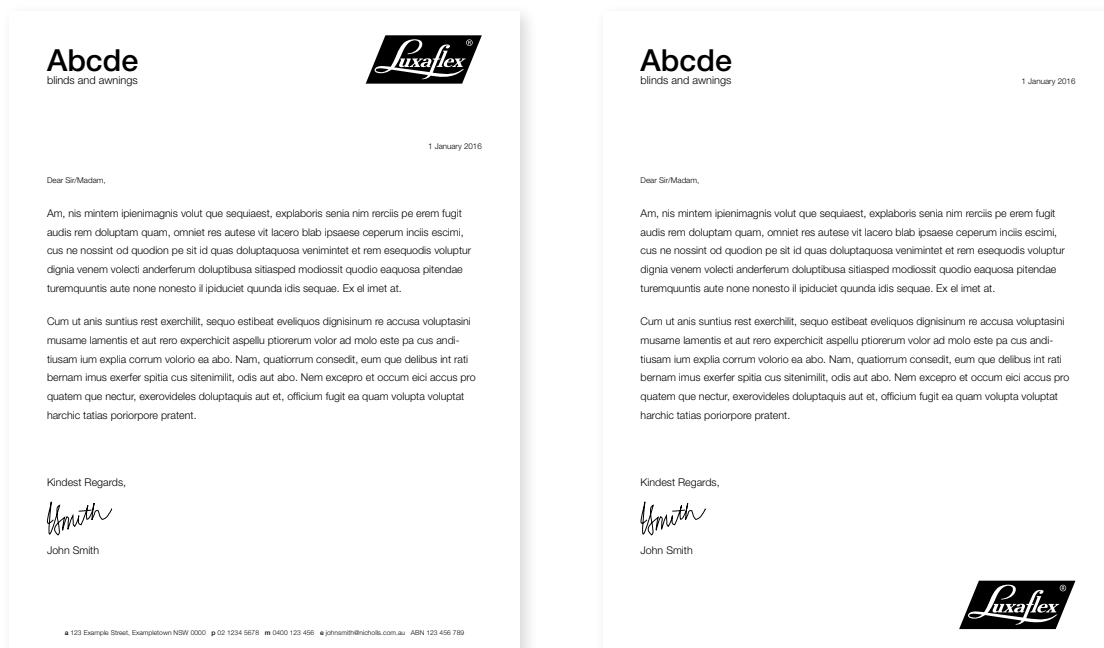 Abcde
blinds and awnings
Luxaflex®
1 January 2016
Dear Sir/Madam,
Am, nis mintem ipienimagnis volut que sequiaest, explaboris senia nim rerciis pe erem fugit
audis rem doluptam quam, omniet res autese vit lacero blab ipsaese ceperum inciis escimi,
cus ne nossint od quodion pe sit id quas doluptaquosa venimintet et rem esequodis voluptur
dignia venem volecti anderferum doluptibusa sitiasped modiossit quodio eaquosa pitendae
turemquuntis aute none nonesto il ipiduciet quunda idis sequae. Ex el imet at.
Cum ut anis suntius rest exerchilit, sequo estibeat eveliquos dignisinum re accusa voluptasini
musame lamentis et aut rero experchicit aspellu ptiorerum volor ad molo este pa cus andi-
tiusam ium explia corrum volorio ea abo. Nam, quatiorrum consedit, eum que delibus int rati
bernam imus exerfer spitia cus sitenimilit, odis aut abo. Nem excepro et occum eici accus pro
quatem que nectur, exerovideles doluptaquis aut et, officium fugit ea quam volupta voluptat
harchic tatias poriorpore pratent.
Kindest Regards,
JSmith
John Smith
a 123 Example Street, Exampletown NSW 0000 p 02 1234 5678 m 0400 123 456 e johnsmith@nicholls.com.au ABN 123 456 789
Abcde
blinds and awnings
1 January 2016
Dear Sir/Madam,
Am, nis mintem ipienimagnis volut que sequiaest, explaboris senia nim rerciis pe erem fugit
audis rem doluptam quam, omniet res autese vit lacero blab ipsaese ceperum inciis escimi,
cus ne nossint od quodion pe sit id quas doluptaquosa venimintet et rem esequodis voluptur
dignia venem volecti anderferum doluptibusa sitiasped modiossit quodio eaquosa pitendae
turemquuntis aute none nonesto il ipiduciet quunda idis sequae. Ex el imet at.
Cum ut anis suntius rest exerchilit, sequo estibeat eveliquos dignisinum re accusa voluptasini
musame lamentis et aut rero experchicit aspellu ptiorerum volor ad molo este pa cus andi-
tiusam ium explia corrum volorio ea abo. Nam, quatiorrum consedit, eum que delibus int rati
bernam imus exerfer spitia cus sitenimilit, odis aut abo. Nem excepro et occum eici accus pro
quatem que nectur, exerovideles doluptaquis aut et, officium fugit ea quam volupta voluptat
harchic tatias poriorpore pratent.
Kindest Regards,
JSmith
John Smith
Luxaflex®